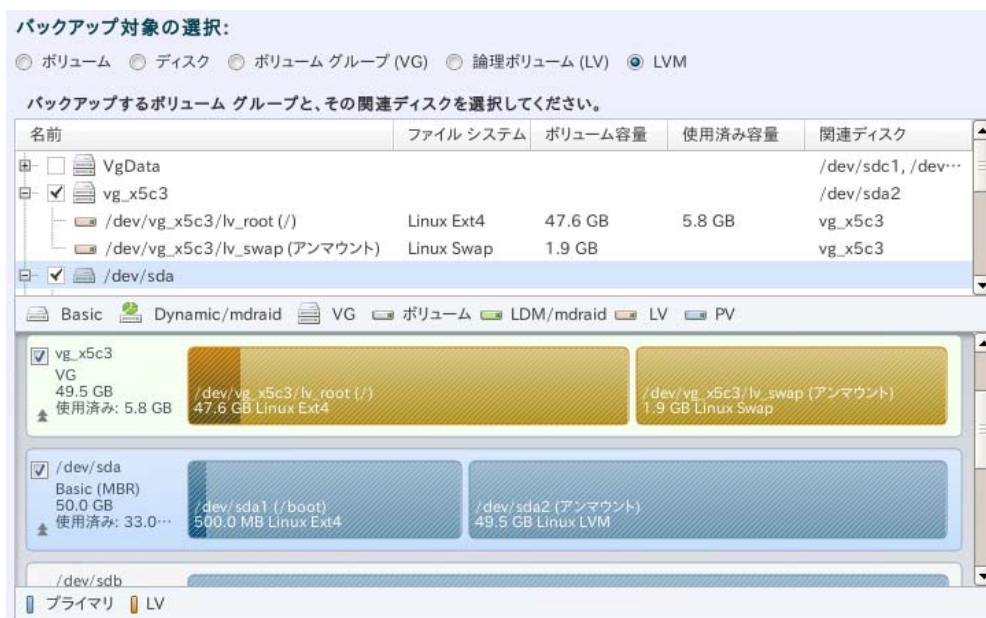 バックアップ対象の選択:
ボリューム ディスク ボリューム グループ (VG) 論理ボリューム (LV) LVM
バックアップするボリューム グループと、その関連ディスクを選択してください。
名前 ファイル システム ボリューム容量 使用済み容量 関連ディスク
VgData /dev/sdc1, /dev…
vg_x5c3 /dev/sda2
/dev/vg_x5c3/lv_root (/) Linux Ext4 47.6 GB 5.8 GB vg_x5c3
/dev/vg_x5c3/lv_swap (アンマウント) Linux Swap 1.9 GB vg_x5c3
/dev/sda
Basic Dynamic/mdraid VG ボリューム LDM/mdraid LV PV
vg_x5c3
VG
49.5 GB
使用済み: 5.8 GB
/dev/vg_x5c3/lv_root (/)
47.6 GB Linux Ext4
/dev/vg_x5c3/lv_swap (アンマウント)
1.9 GB Linux Swap
/dev/sda
Basic (MBR)
50.0 GB
使用済み: 33.0…
/dev/sda1 (/boot)
500.0 MB Linux Ext4
/dev/sda2 (アンマウント)
49.5 GB Linux LVM
/dev/sdb
プライマリ LV